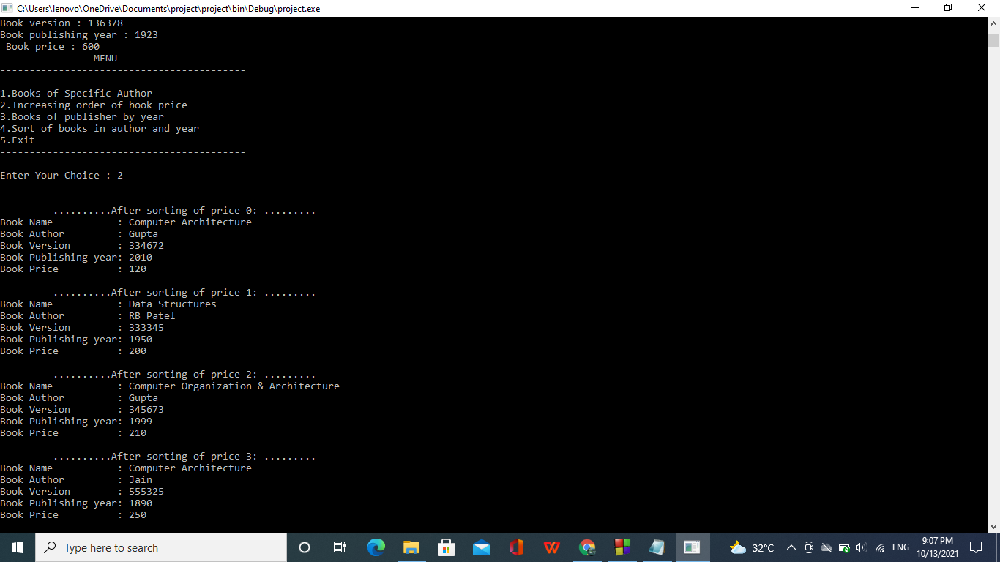 C:\Users\lenovo\OneDrive\Documents\project\project\bin\Debug\project.exe
Book version : 136378
Book publishing year : 1923
Book price : 600
MENU
------------------------------------------
1.Books of Specific Author
2.Increasing order of book price
3.Books of publisher by year
4.Sort of books in author and year
5.Exit
------------------------------------------
Enter Your Choice : 2
..........After sorting of price 0: .........
Book Name           : Computer Architecture
Book Author         : Gupta
Book Version        : 334672
Book Publishing year: 2010
Book Price          : 120
..........After sorting of price 1: .........
Book Name           : Data Structures
Book Author         : RB Patel
Book Version        : 333345
Book Publishing year: 1950
Book Price          : 200
..........After sorting of price 2: .........
Book Name           : Computer Organization & Architecture
Book Author         : Gupta
Book Version        : 345673
Book Publishing year: 1999
Book Price          : 210
..........After sorting of price 3: .........
Book Name           : Computer Architecture
Book Author         : Jain
Book Version        : 555325
Book Publishing year: 1890
Book Price          : 250
Type here to search
32°C
ENG
9:07 PM
10/13/2021